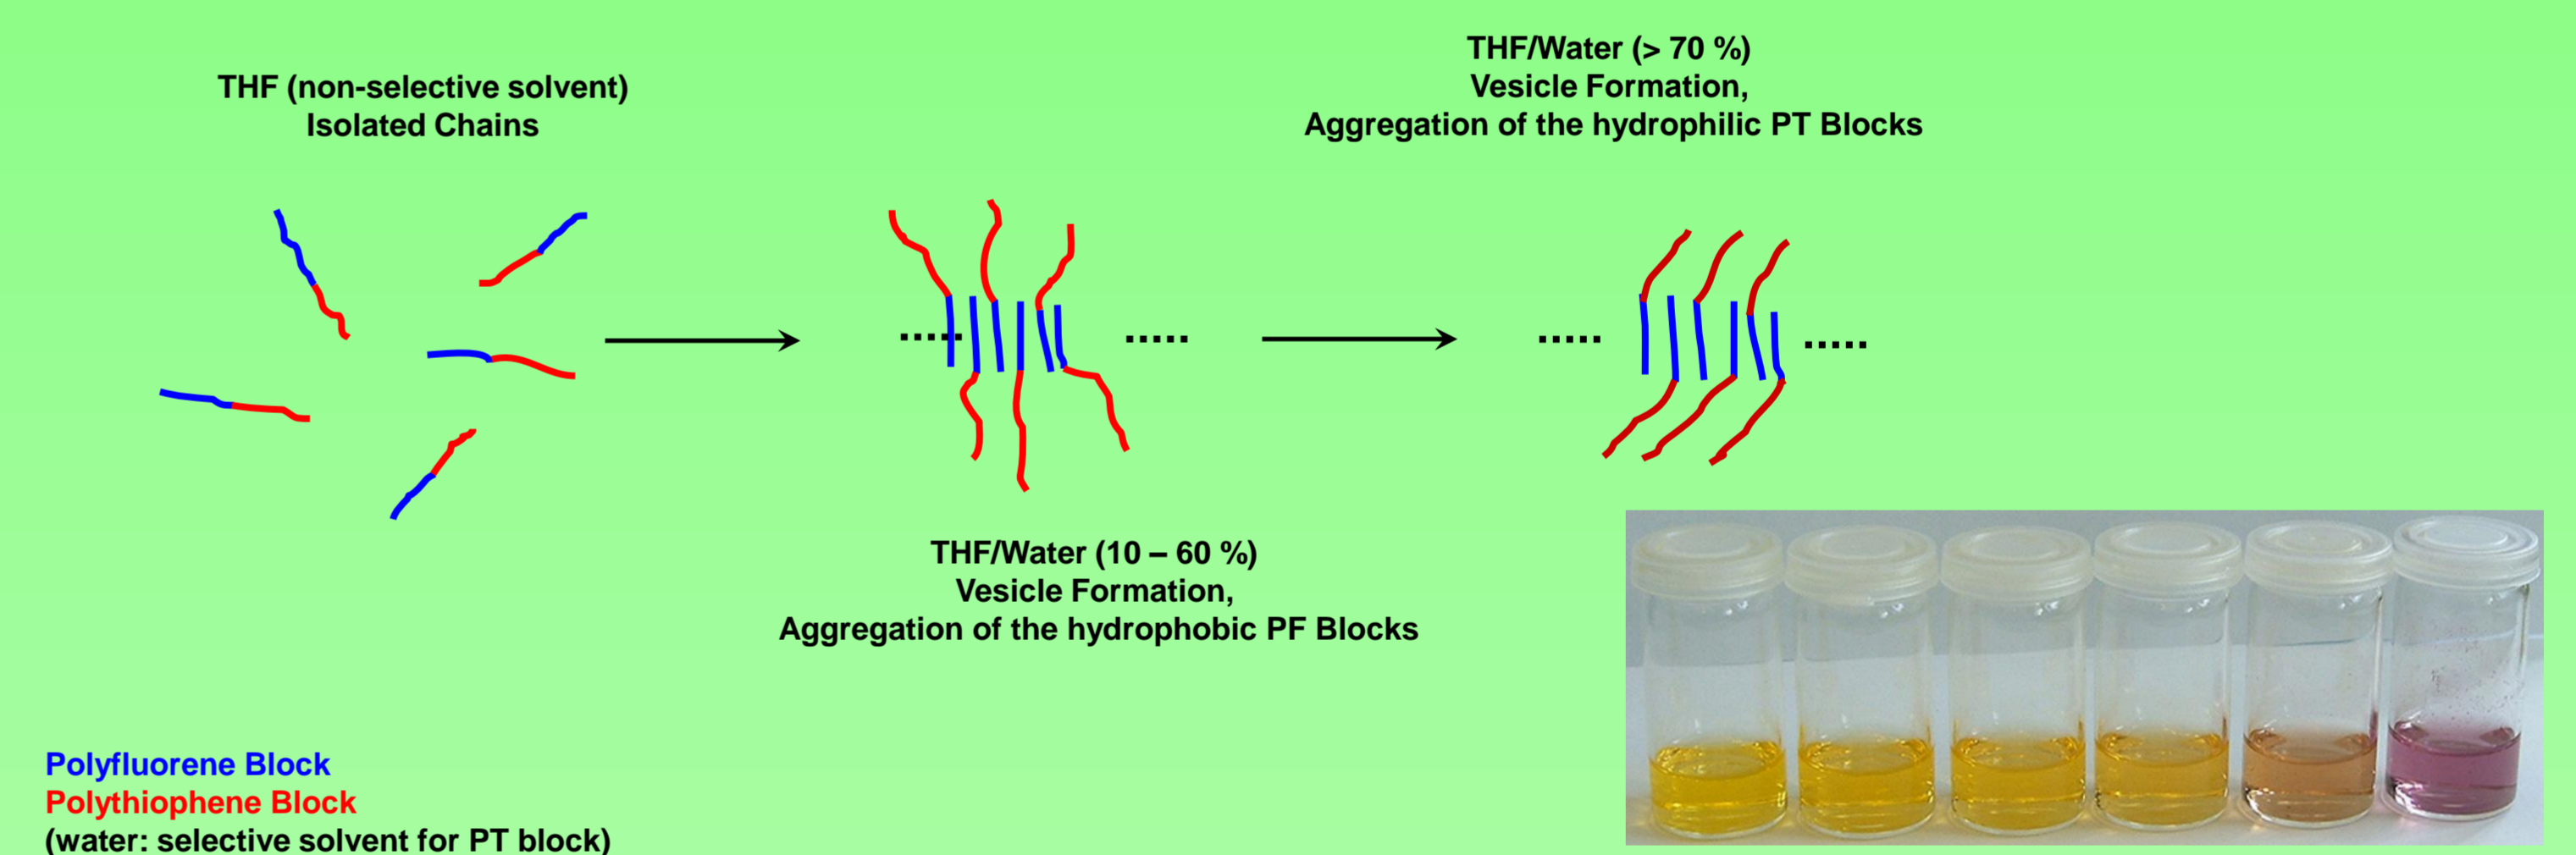 THF (non-selective solvent)
Isolated Chains
THF/Water (> 70 %)
Vesicle Formation,
Aggregation of the hydrophilic PT Blocks
THF/Water (10 – 60 %)
Vesicle Formation,
Aggregation of the hydrophobic PF Blocks
Polyfluorene Block
Polythiophene Block
(water: selective solvent for PT block)